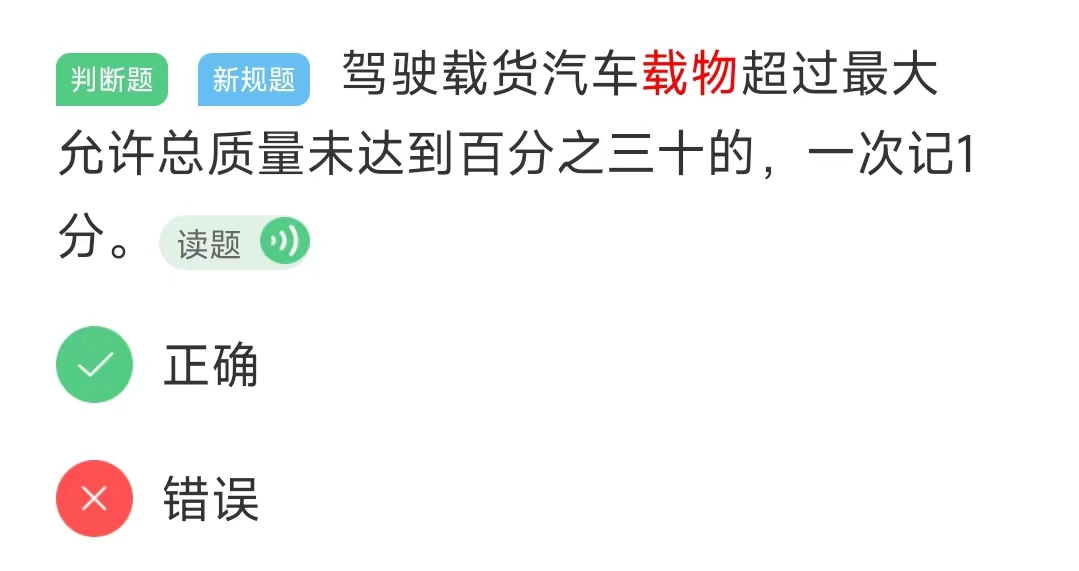 判断题 新规题 驾驶载货汽车载物超过最大
允许总质量未达到百分之三十的，一次记1
分。 读题
正确
错误